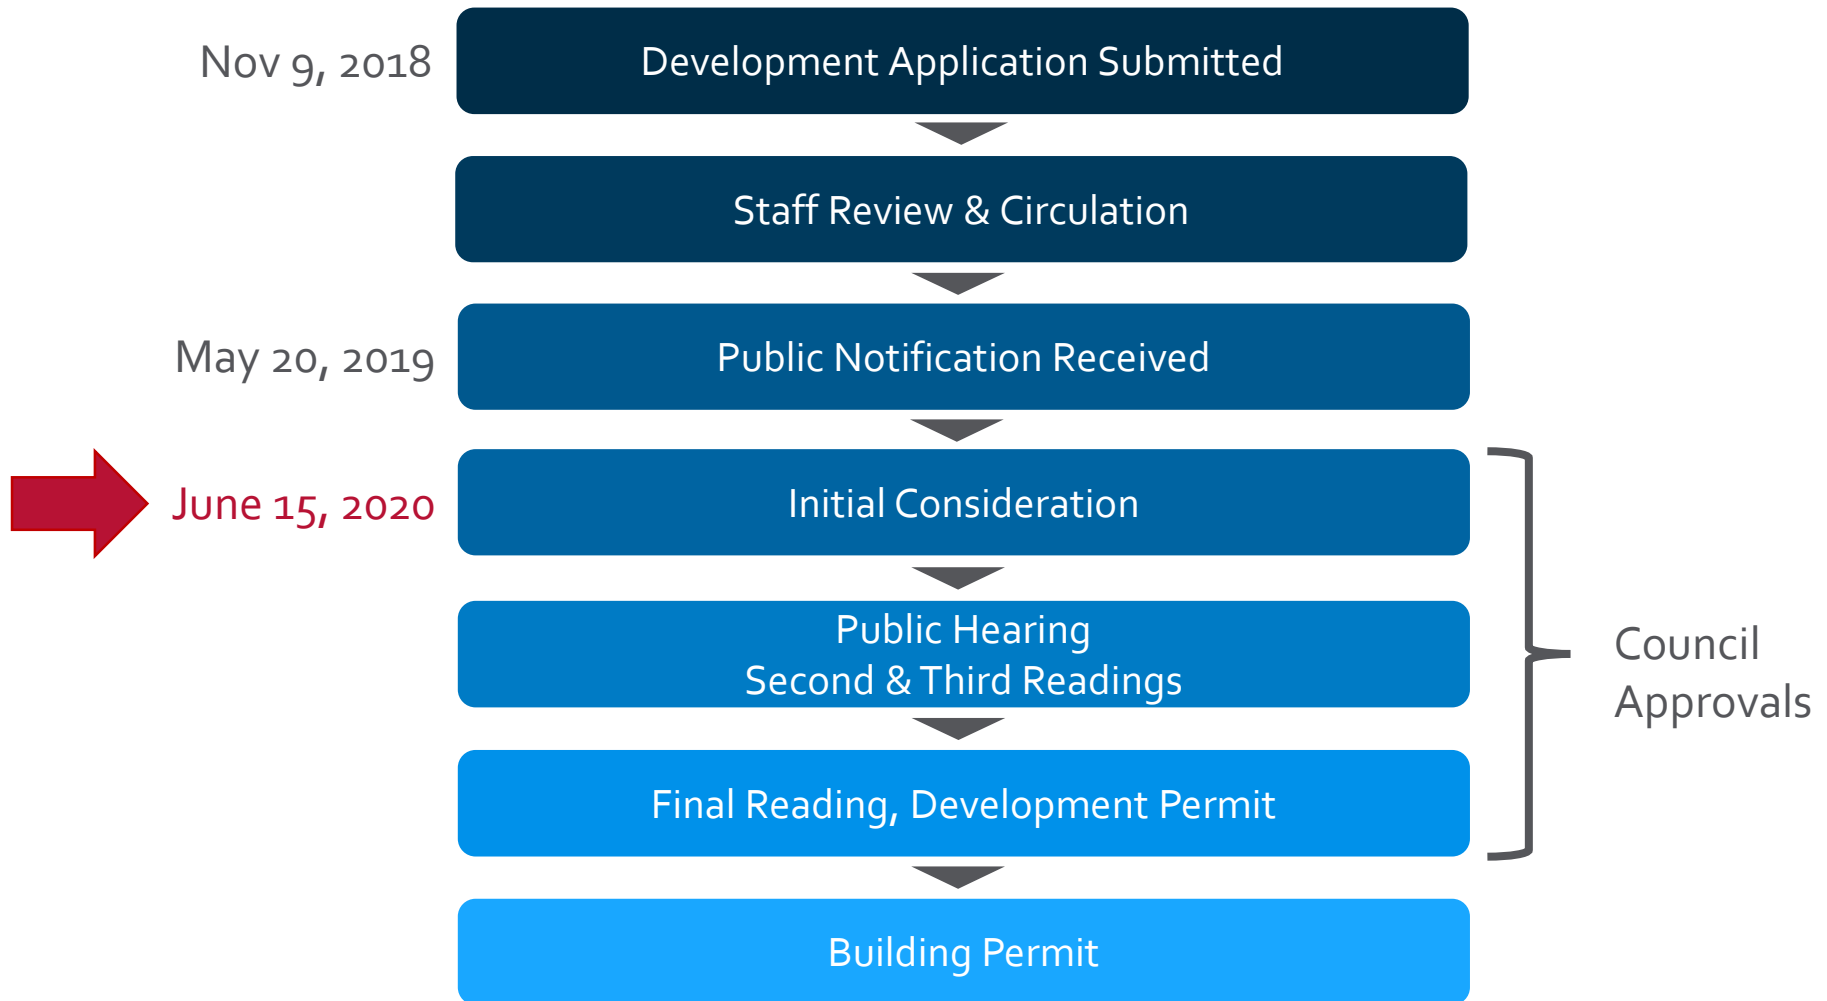 Nov 9, 2018
Development Application Submitted
Staff Review & Circulation
May 20, 2019
Public Notification Received
June 15, 2020
Initial Consideration
Public Hearing
Second & Third Readings
Council
Approvals
Final Reading, Development Permit
Building Permit